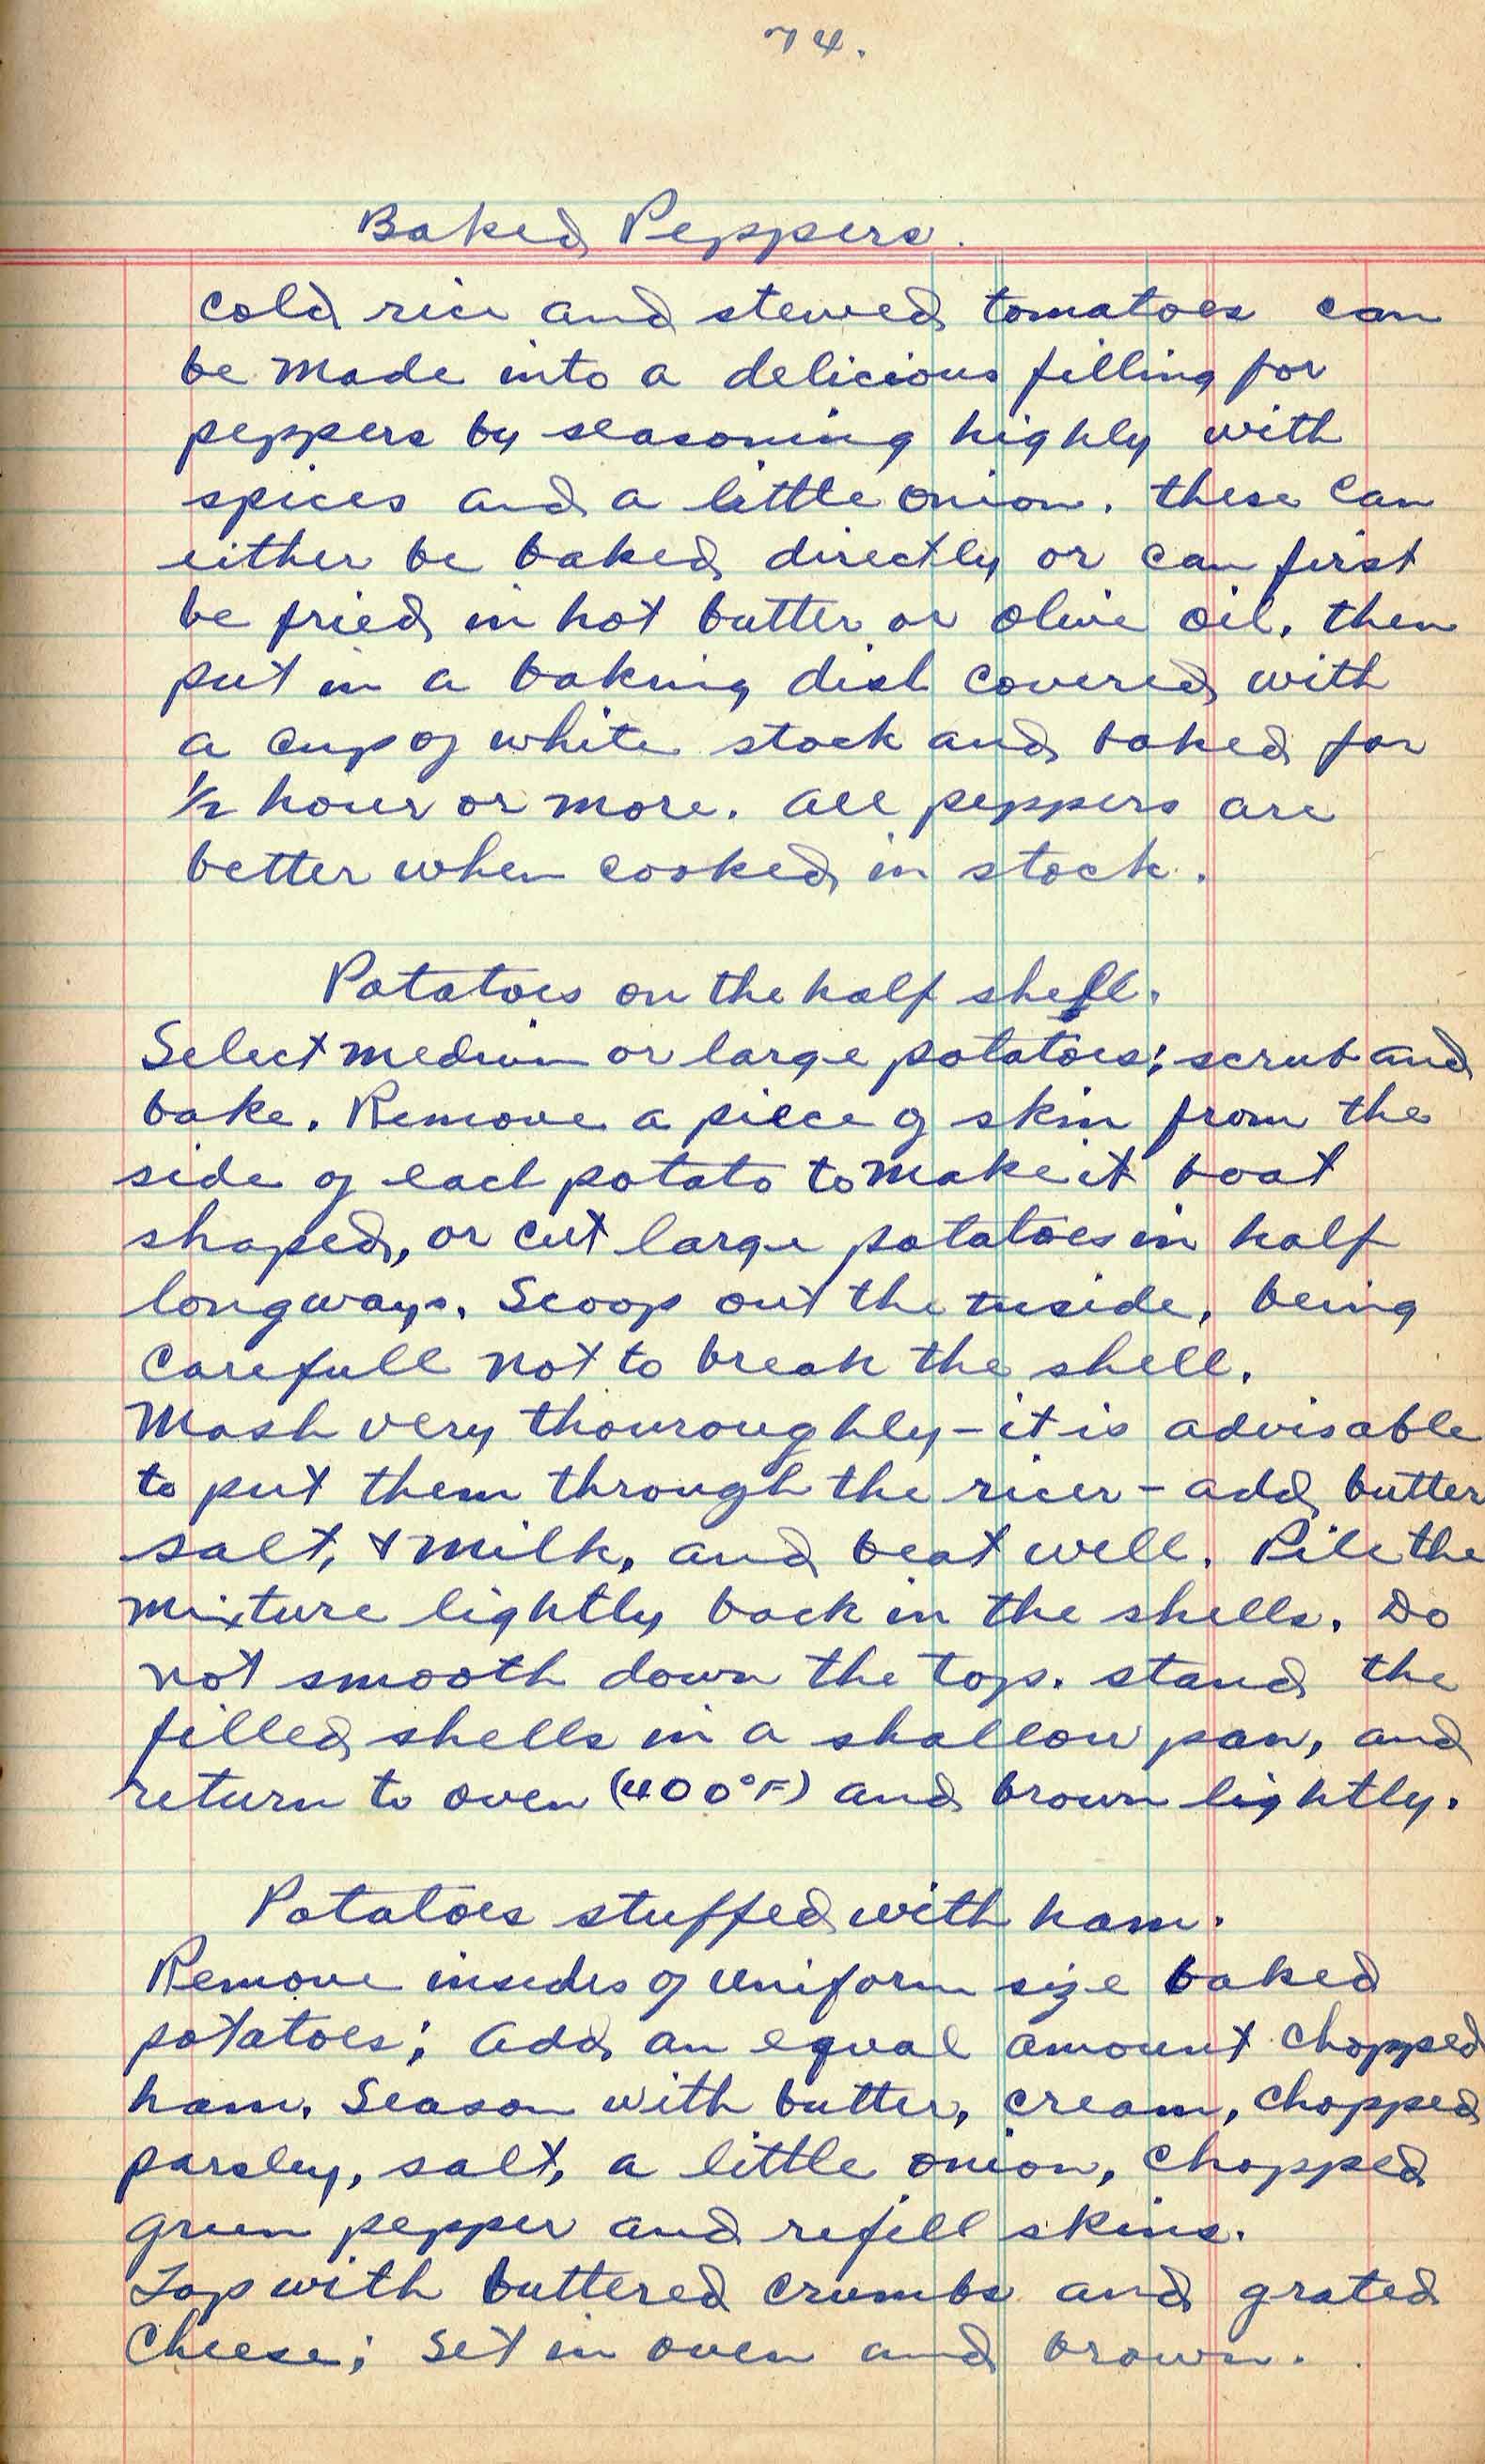 74.
Baked Peppers.
cold rice and stewed tomatoes can
be made into a delicious filling for
peppers by seasoning highly with
spices and a little onion. these can
either be baked directly or can first
be fried in hot butter or olive oil, then
put in a baking dish covered with
a cup of white stock and baked for
1/2 hour or more. all peppers are
better when cooked in stock.
Potatoes on the half shell.
Select medium or large potatoes; scrub and
bake. Remove a piece of skin from the
side of each potato to make it boat
shaped, or cut large potatoes in half
longways. Scoop out the inside, being
carefull not to break the shell.
Mash very thouroughly - it is advisable
to put them through the ricer - add butter
salt, & milk, and beat well. Pile the
mixture lightly back in the shells. Do
not smooth down the top. stand the
filled shells in a shallow pan, and
return to oven (400°F) and brown lightly.
Potatoes stuffed with ham.
Remove insides of uniform size baked
potatoes; add an equal amount chopped
ham. Season with butter, cream, chopped
parsley, salt, a little onion, chopped
green pepper and refill skins.
Top with buttered crumbs and grated
cheese; set in oven and brown.